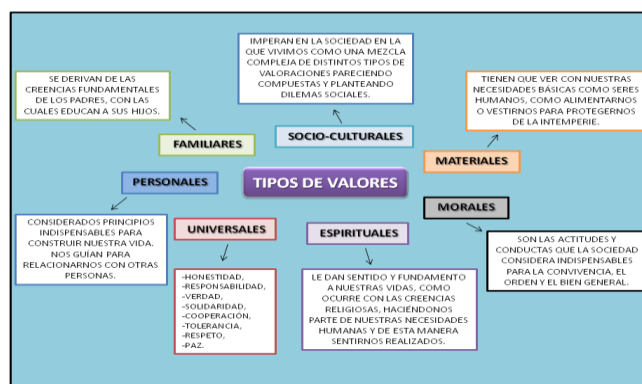 IMPERAN EN LA SOCIEDAD EN LA
QUE VIVIMOS COMO UNA MEZCLA
COMPLEJA DE DISTINTOS TIPOS DE
VALORACIONES PARECIENDO
COMPUESTAS Y PLANTEANDO
DILEMAS SOCIALES.
SE DERIVAN DE LAS
CREENCIAS FUNDAMENTALES
DE LOS PADRES, CON LAS
CUALES EDUCAN A SUS HIJOS.
TIENEN QUE VER CON NUESTRAS
NECESIDADES BÁSICAS COMO SERES
HUMANOS, COMO ALIMENTARNOS
O VESTIRNOS PARA PROTEGERNOS
DE LA INTEMPERIE.
FAMILIARES
SOCIO-CULTURALES
MATERIALES
PERSONALES
TIPOS DE VALORES
MORALES
UNIVERSALES
ESPIRITUALES
CONSIDERADOS PRINCIPIOS
INDISPENSABLES PARA
CONSTRUIR NUESTRA VIDA.
NOS GUÍAN PARA
RELACIONARNOS CON OTRAS
PERSONAS.
-HONESTIDAD,
-RESPONSABILIDAD,
-VERDAD,
-SOLIDARIDAD,
-COOPERACIÓN,
-TOLERANCIA,
-RESPETO,
-PAZ.
LE DAN SENTIDO Y FUNDAMENTO
A NUESTRAS VIDAS, COMO
OCURRE CON LAS CREENCIAS
RELIGIOSAS, HACIÉNDONOS
PARTE DE NUESTRAS NECESIDADES
HUMANAS Y DE ESTA MANERA
SENTIRNOS REALIZADOS.
SON LAS ACTITUDES Y
CONDUCTAS QUE LA SOCIEDAD
CONSIDERA INDISPENSABLES
PARA LA CONVIVENCIA, EL
ORDEN Y EL BIEN GENERAL.